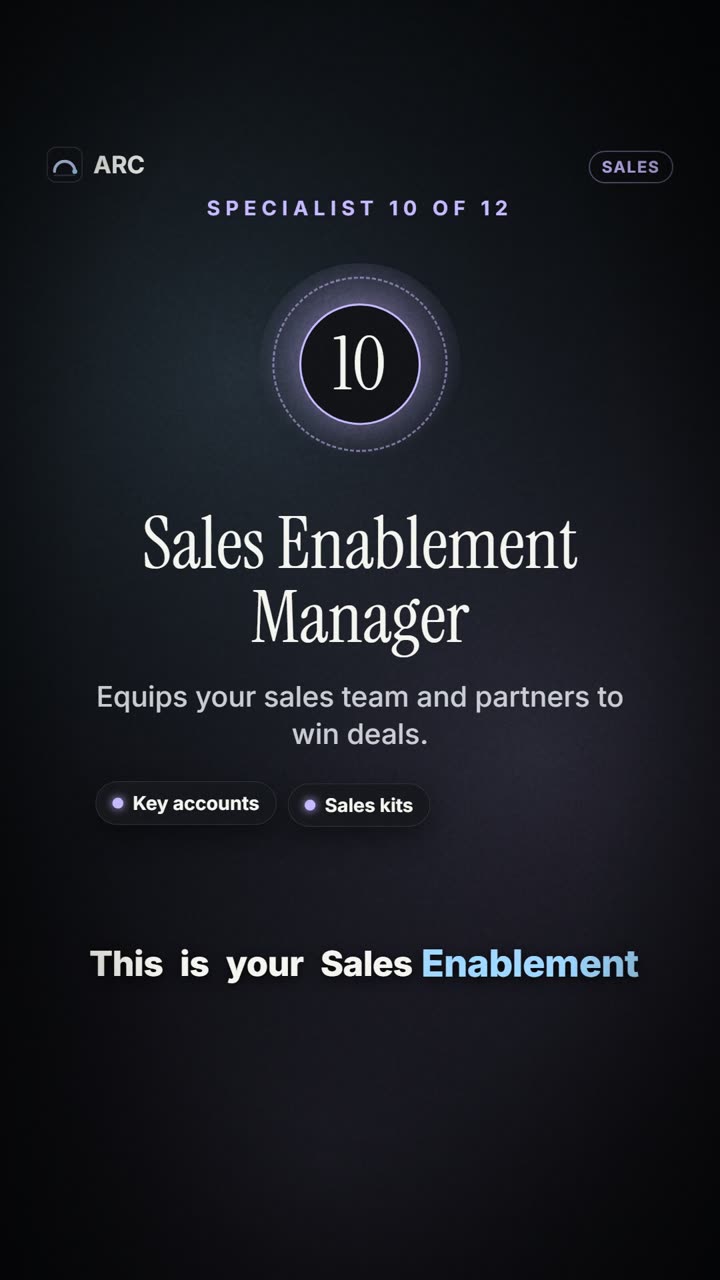 ARC
SALES
SPECIALIST 10 OF 12
10
Sales Enablement
Manager
Equips your sales team and partners to
win deals.
Key accounts
Sales kits
This is your Sales Enablement